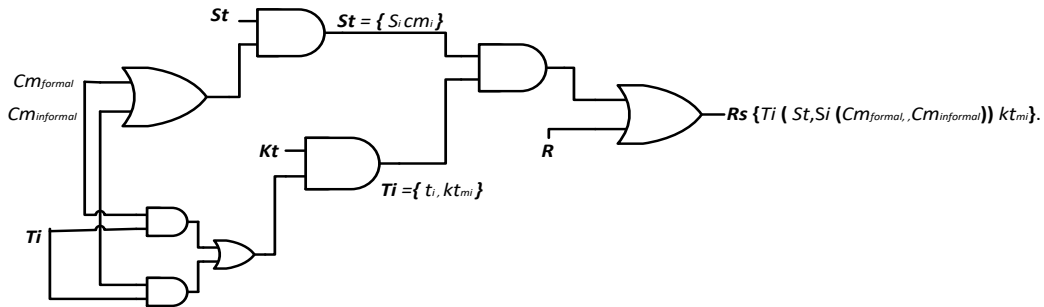 St
St = { Si cmi }
Cmformal
Cminformal
Rs {Ti ( St,Si (Cmformal, ,Cminformal)) ktmi}.
R
Kt
Ti ={ ti , ktmi }
Ti